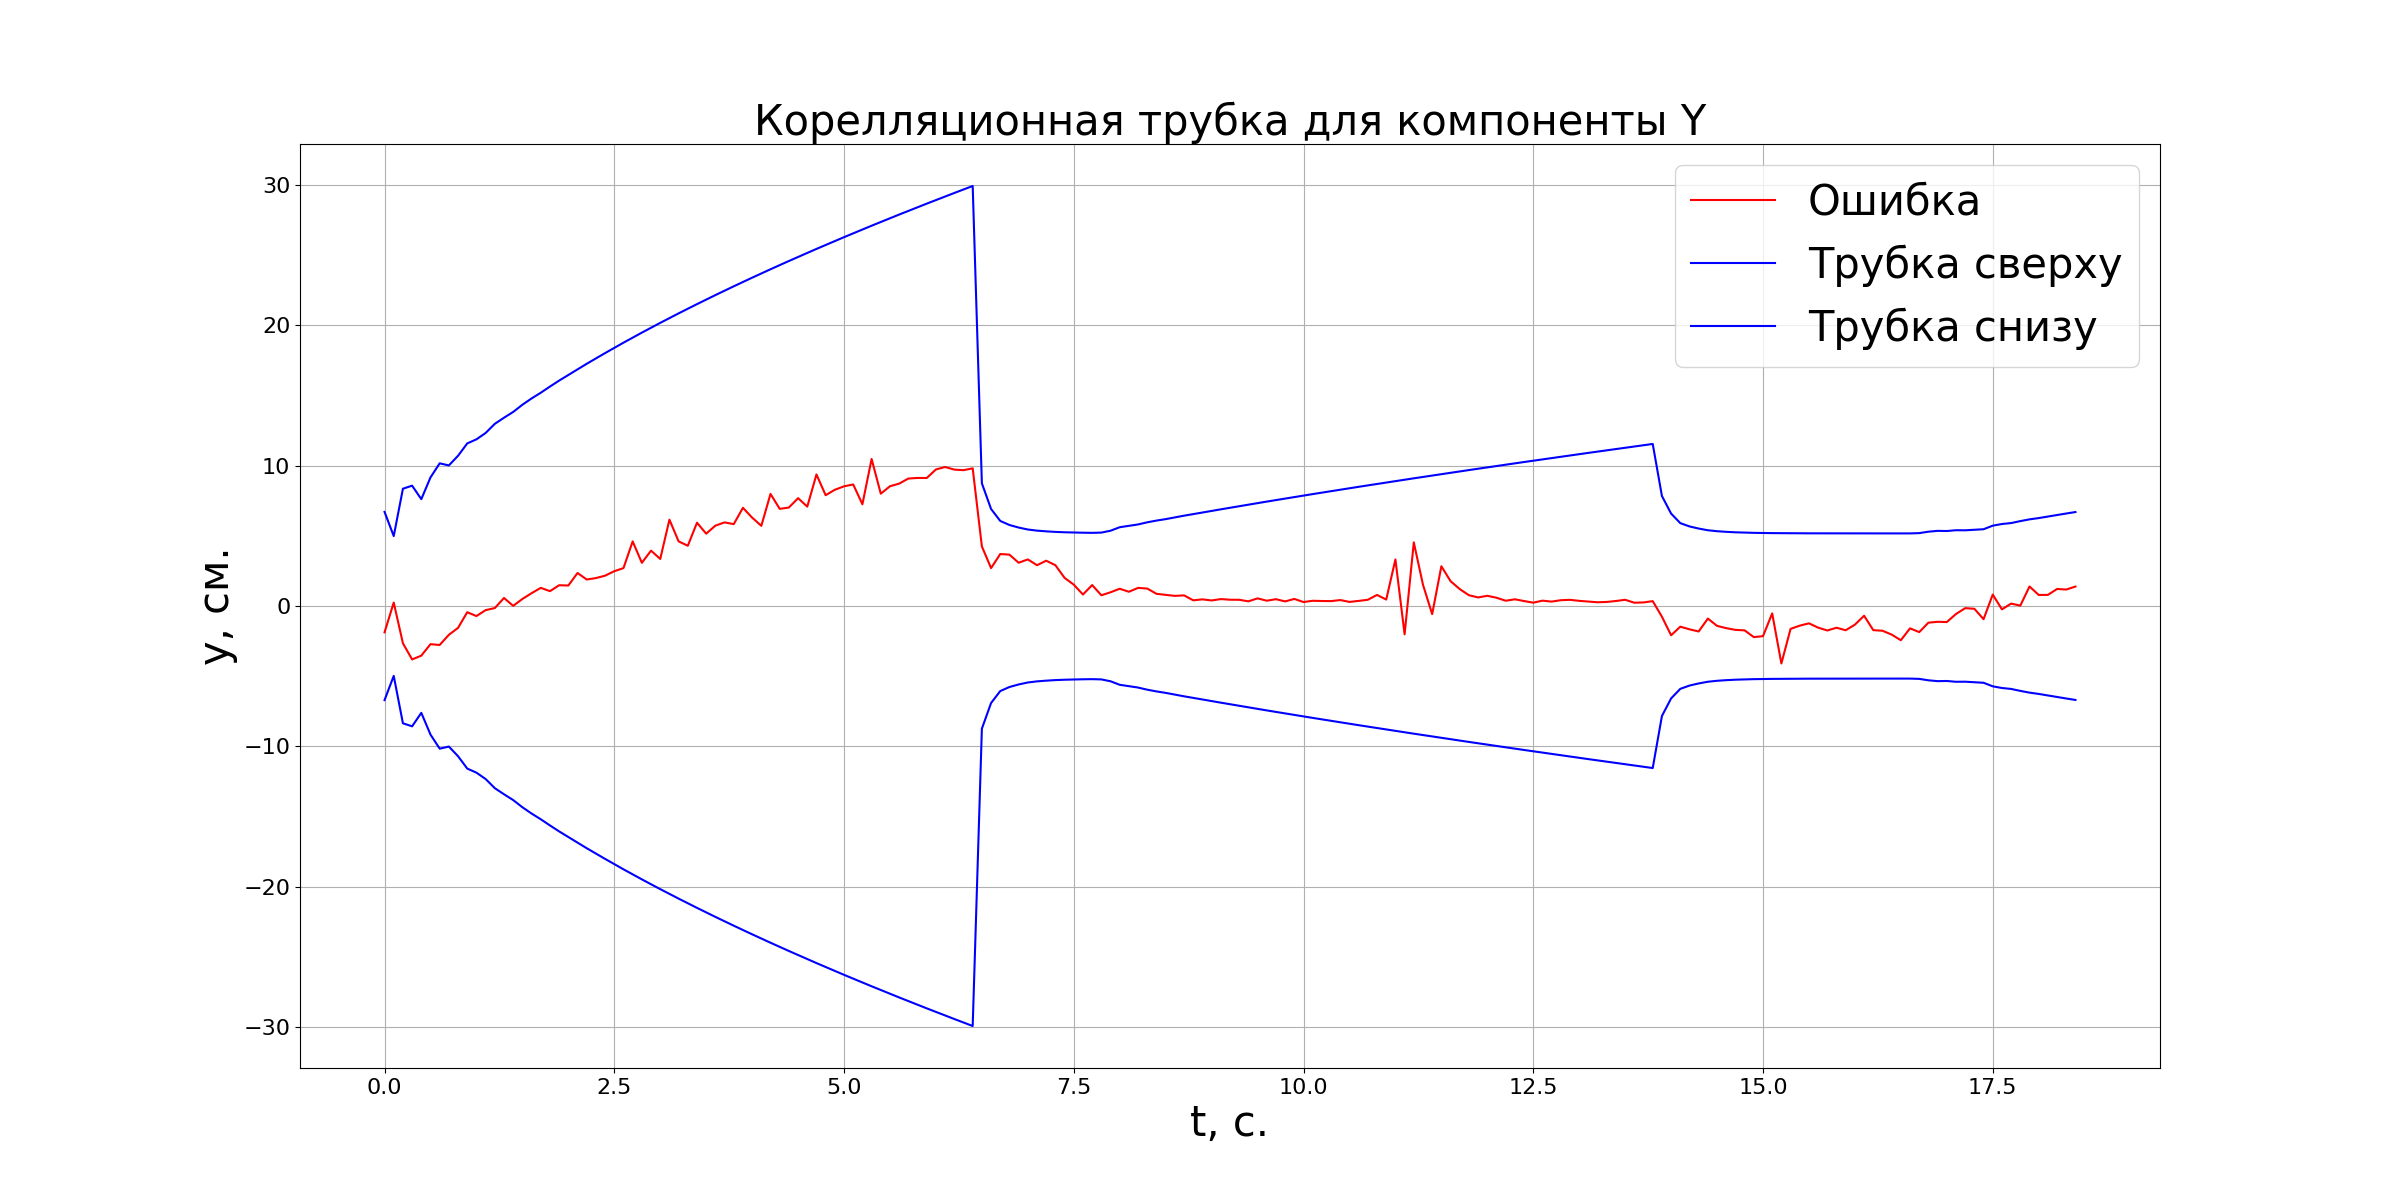 Корелляционная трубка для компоненты Y
30
20
10
0
−10
−20
−30
y, см.
Ошибка
Трубка сверху
Трубка снизу
0.0 2.5 5.0 7.5 10.0 12.5 15.0 17.5
t, с.